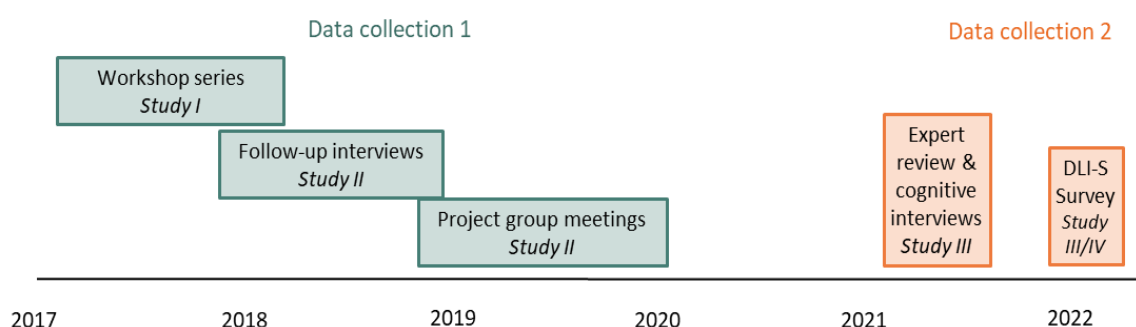 Data collection 1
Data collection 2
Workshop series
Study I
Follow-up interviews
Study II
Project group meetings
Study II
Expert
review &
cognitive
interviews
Study III
DLI-S
Survey
Study
III/IV
2017
2018
2019
2020
2021
2022